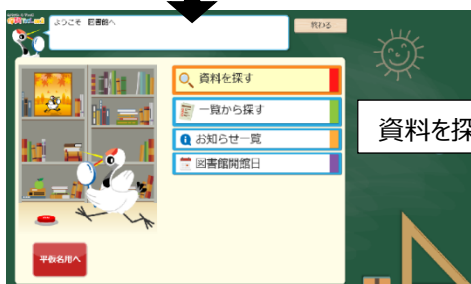 ようこそ 図書館へ
終わる
資料を探す
一覧から探す
お知らせ一覧
図書館開館日
平仮名用へ
資料を探